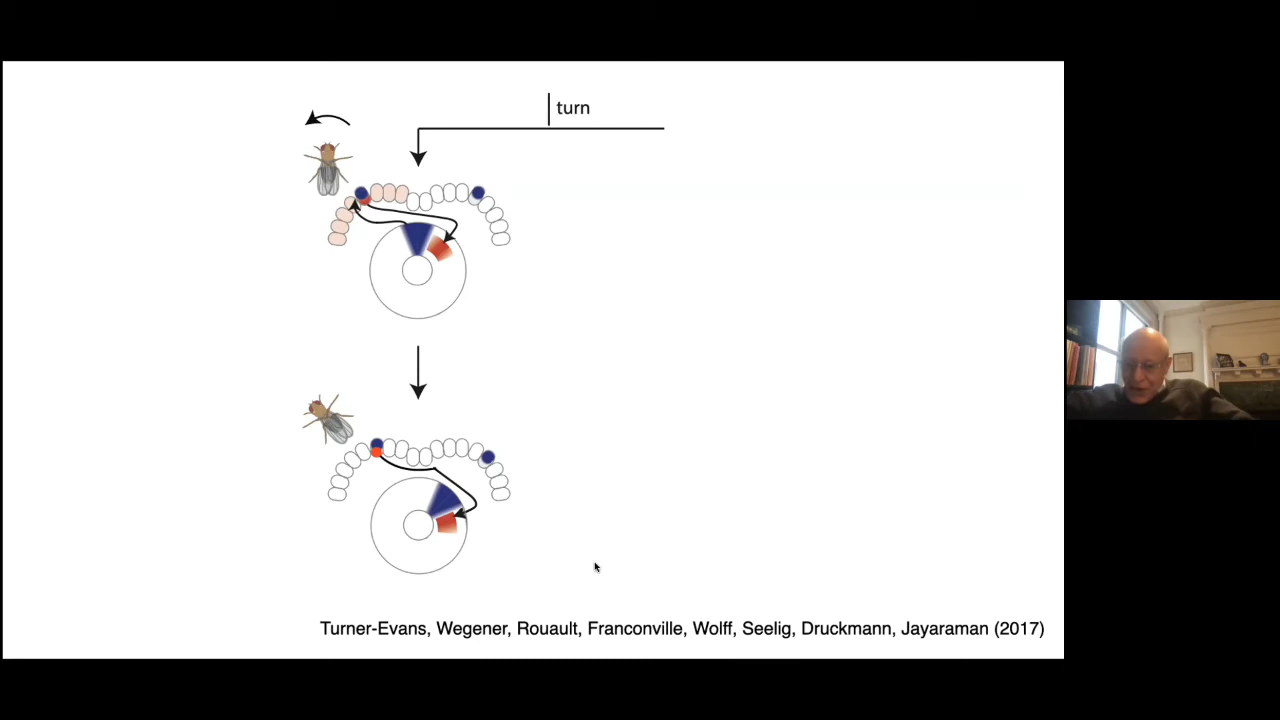 turn
Turner-Evans, Wegener, Rouault, Franconville, Wolff, Seelig, Druckmann, Jayaraman (2017)